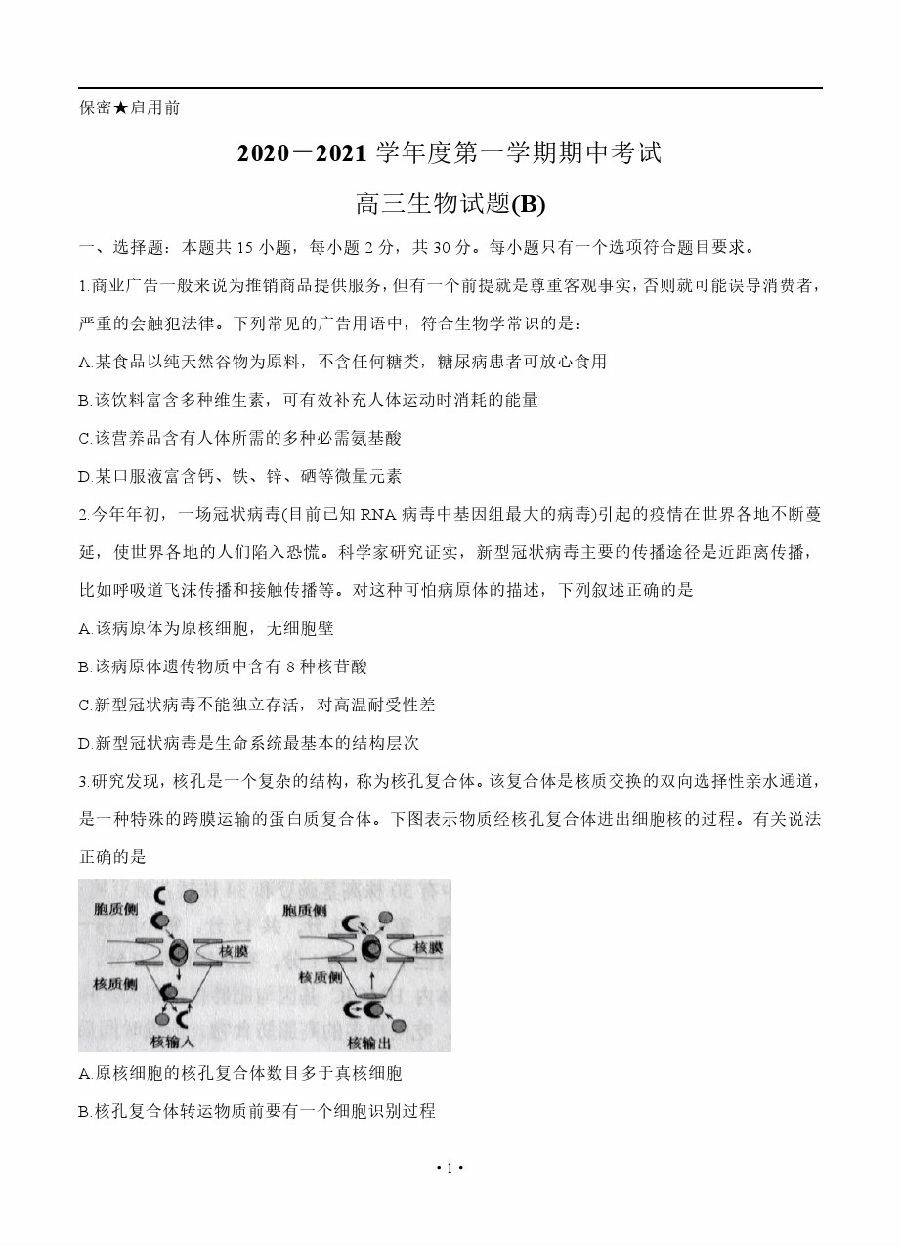 保密★启用前
2020-2021 学年度第一学期期中考试
高三生物试题(B)
一、选择题：本题共 15 小题，每小题 2 分，共 30 分。每小题只有一个选项符合题目要求。
1.商业广告一般来说为推销商品提供服务，但有一个前提就是尊重客观事实，否则就可能误导消费者，
严重的会触犯法律。下列常见的广告用语中，符合生物学常识的是：
A.某食品以纯天然谷物为原料，不含任何糖类，糖尿病患者可放心食用
B.该饮料富含多种维生素，可有效补充人体运动时消耗的能量
C.该营养品含有人体所需的多种必需氨基酸
D.某口服液富含钙、铁、锌、硒等微量元素
2.今年年初，一场冠状病毒(目前已知 RNA 病毒中基因组最大的病毒)引起的疫情在世界各地不断蔓
延，使世界各地的人们陷入恐慌。科学家研究证实，新型冠状病毒主要的传播途径是近距离传播，
比如呼吸道飞沫传播和接触传播等。对这种可怕病原体的描述，下列叙述正确的是
A.该病原体为原核细胞，无细胞壁
B.该病原体遗传物质中含有 8 种核苷酸
C.新型冠状病毒不能独立存活，对高温耐受性差
D.新型冠状病毒是生命系统最基本的结构层次
3.研究发现，核孔是一个复杂的结构，称为核孔复合体。该复合体是核质交换的双向选择性亲水通道，
是一种特殊的跨膜运输的蛋白质复合体。下图表示物质经核孔复合体进出细胞核的过程。有关说法
正确的是
胞质侧
核膜
核质侧
核输入
胞质侧
核膜
核质侧
核输出
A.原核细胞的核孔复合体数目多于真核细胞
B.核孔复合体转运物质前要有一个细胞识别过程
·1·